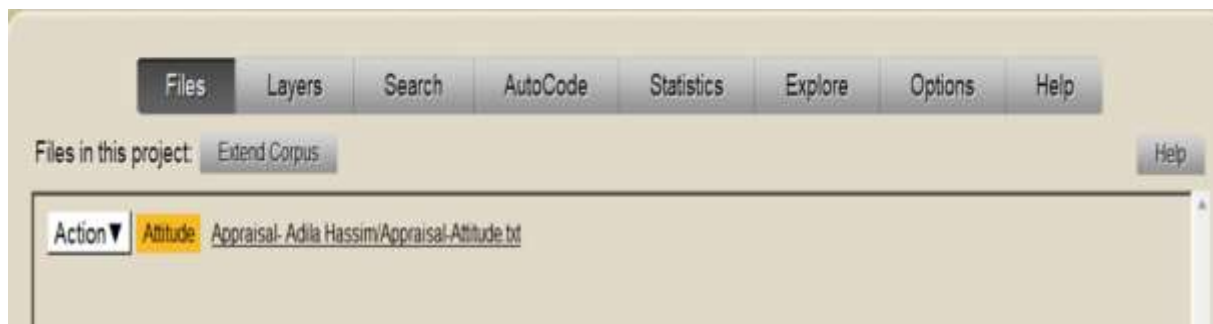 Files Layers Search AutoCode Statistics Explore Options Help
Files in this project: Extend Corpus Help
Action▼ Attitude Appraisal- Adila Hassim/Appraisal-Attitude.txt